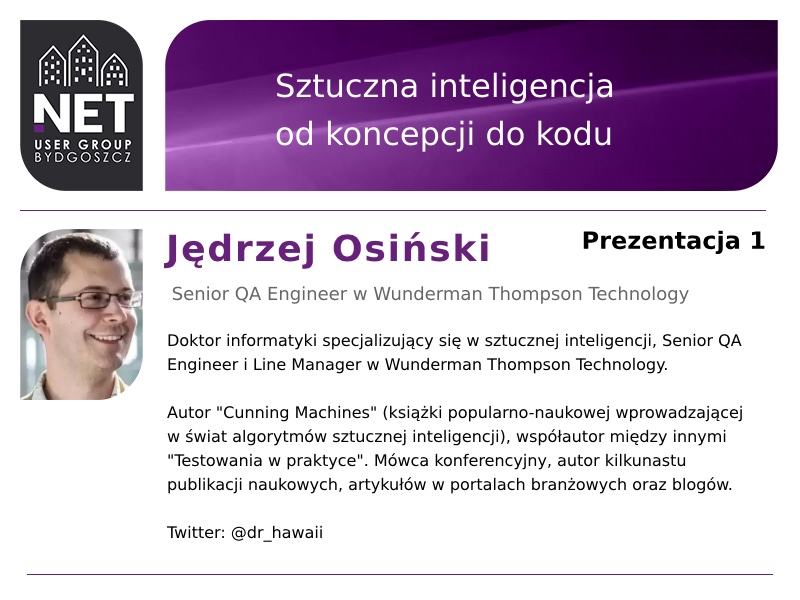 .NET
USER GROUP
BYDGOSZCZ
Sztuczna inteligencja
od koncepcji do kodu
Jędrzej Osiński
Prezentacja 1
Senior QA Engineer w Wunderman Thompson Technology
Doktor informatyki specjalizujący się w sztucznej inteligencji, Senior QA
Engineer i Line Manager w Wunderman Thompson Technology.
Autor "Cunning Machines" (książki popularno-naukowej wprowadzającej
w świat algorytmów sztucznej inteligencji), współautor między innymi
"Testowania w praktyce". Mówca konferencyjny, autor kilkunastu
publikacji naukowych, artykułów w portalach branżowych oraz blogów.
Twitter: @dr_hawaii